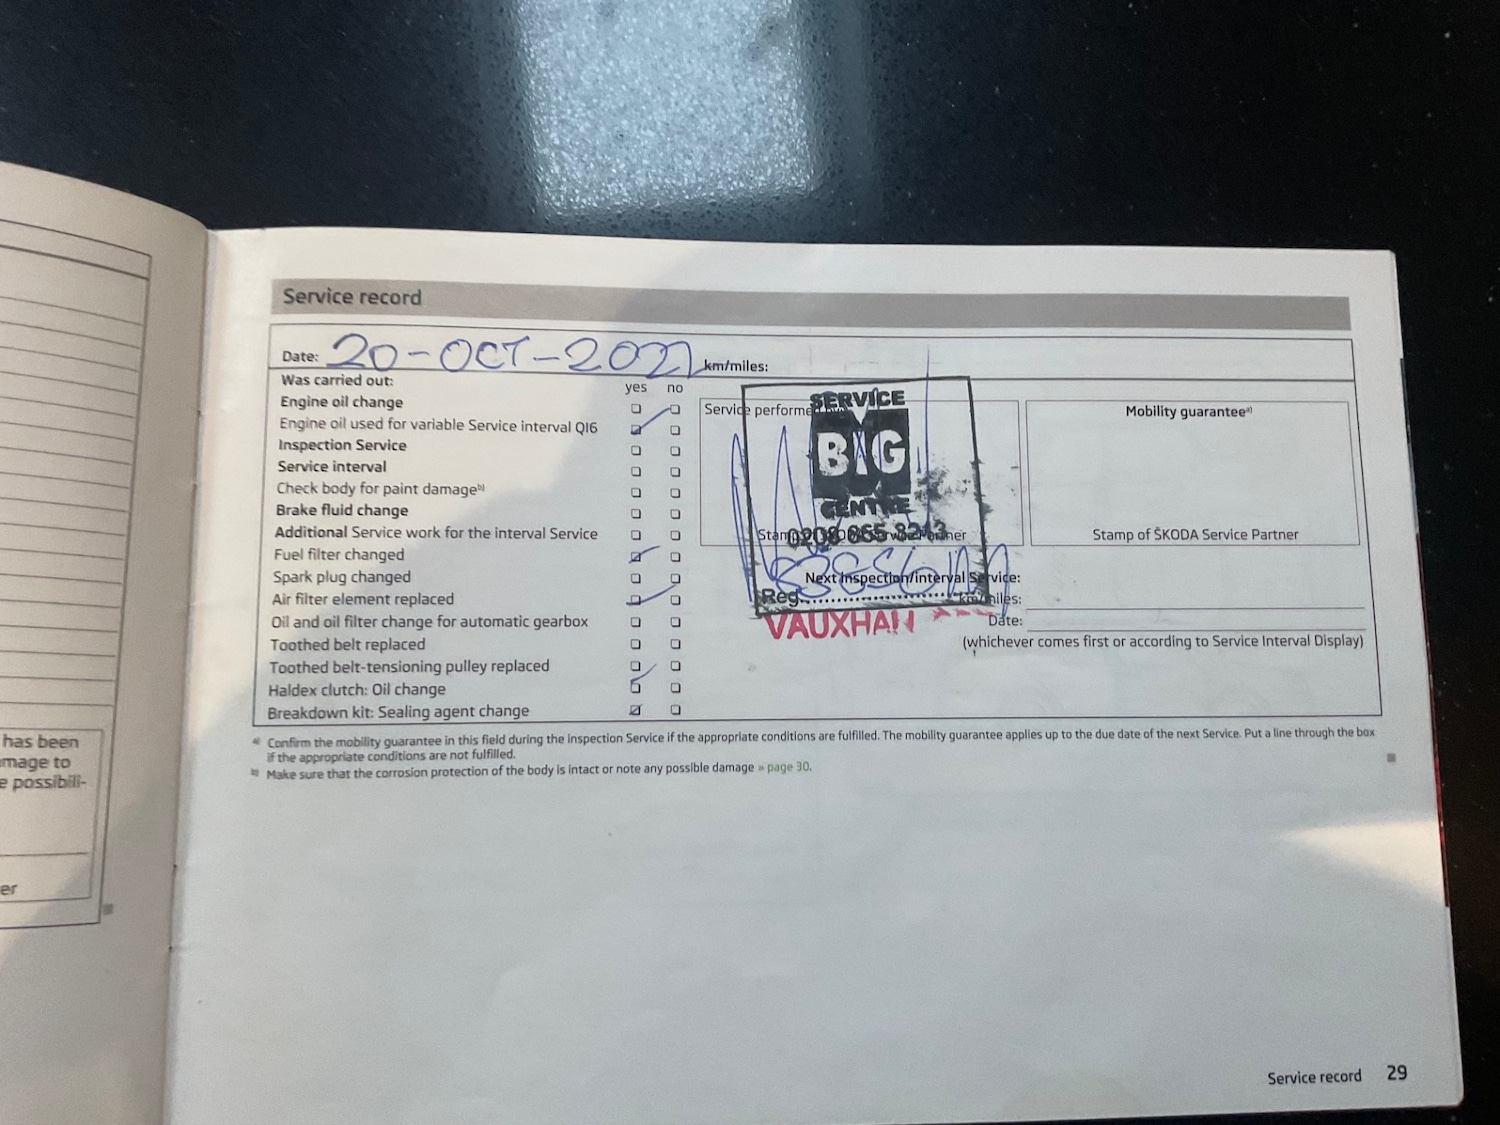 Service record
Date: 20-OCT-2022 km/miles:
Was carried out:
yes no
Engine oil change
Engine oil used for variable Service interval QI6
Inspection Service
Service interval
Check body for paint damage b)
Brake fluid change
Additional Service work for the interval Service
Fuel filter changed
Spark plug changed
Air filter element replaced
Oil and oil filter change for automatic gearbox
Toothed belt replaced
Toothed belt-tensioning pulley replaced
Haldex clutch: Oil change
Breakdown kit: Sealing agent change
Service performed
SERVICE
BIG
CENTRE
0208 665 8213
Reg
VAUXHALL
Mobility guarantee a)
Stamp of ŠKODA Service Partner
Next Inspection/interval Service:
km/miles:
Date:
(whichever comes first or according to Service Interval Display)
a) Confirm the mobility guarantee in this field during the inspection Service if the appropriate conditions are fulfilled. The mobility guarantee applies up to the due date of the next Service. Put a line through the box
if the appropriate conditions are not fulfilled.
b) Make sure that the corrosion protection of the body is intact or note any possible damage » page 30.
has been
mage to
e possibili-
er
Service record 29